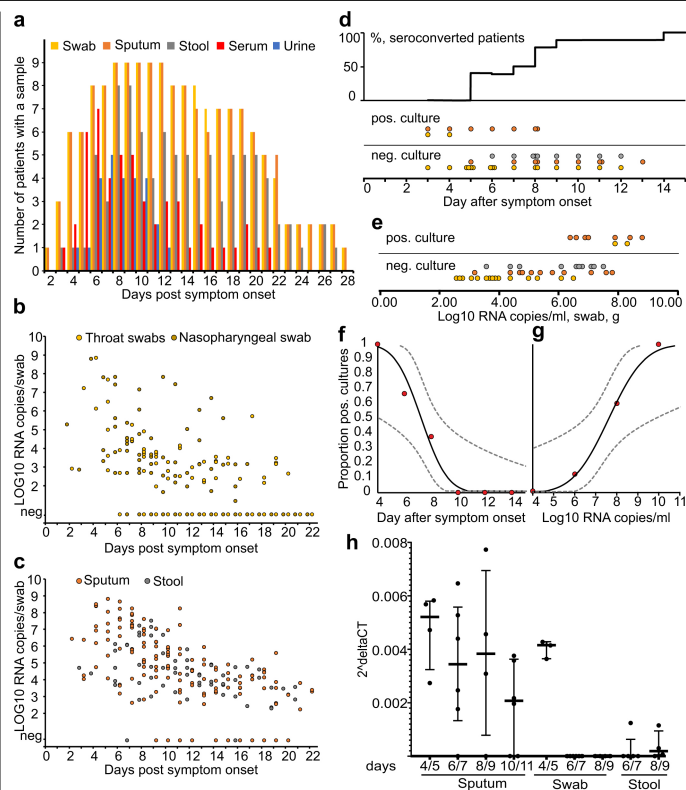 a
Swab Sputum Stool Serum Urine
Number of patients with a sample
9
8
7
6
5
4
3
2
1
0
2 4 6 8 10 12 14 16 18 20 22 24 26 28
Days post symptom onset
b
Throat swabs Nasopharyngeal swab
LOG10 RNA copies/swab
10
9
8
7
6
5
4
3
2
neg
0 2 4 6 8 10 12 14 16 18 20 22
Days post symptom onset
c
Sputum Stool
LOG10 RNA copies/swab
10
9
8
7
6
5
4
3
2
neg
0 2 4 6 8 10 12 14 16 18 20 22
Days post symptom onset
d
%, seroconverted patients
100
50
0
pos. culture
neg. culture
0 0 2 4 6 8 10 12 14
Day after symptom onset
e
pos. culture
neg. culture
0.00 2.00 4.00 6.00 8.00 10.00
Log10 RNA copies/ml, swab, g
f
Proportion pos. cultures
1
0.9
0.8
0.7
0.6
0.5
0.4
0.3
0.2
0.1
0
4 6 8 10 12 14
Day after symptom onset
g
4 5 6 7 8 9 10 11
Log10 RNA copies/ml
h
2^deltaCT
0.008
0.006
0.004
0.002
days 4/5 6/7 8/9 10/11 4/5 6/7 8/9 6/7 8/9
Sputum Swab Stool